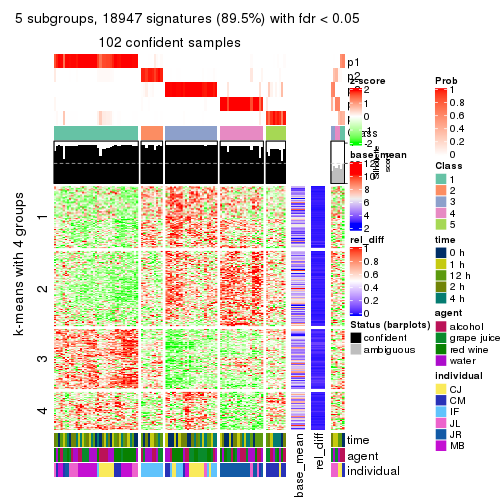 5 subgroups, 18947 signatures (89.5%) with fdr < 0.05
102 confident samples
p1
p2
z-score
2
1
0
-1
-2
base_mean
12
10
8
6
4
2
rel_diff
1
0.8
0.6
0.4
0.2
0
Status (barplots)
confident
ambiguous
Prob
1
0.8
0.6
0.4
0.2
0
Class
1
2
3
4
5
time
0 h
1 h
12 h
2 h
4 h
agent
alcohol
grape juice
red wine
water
individual
CJ
CM
IF
JL
JR
MB
k-means with 4 groups
1
2
3
4
base_mean
rel_diff
time
agent
individual